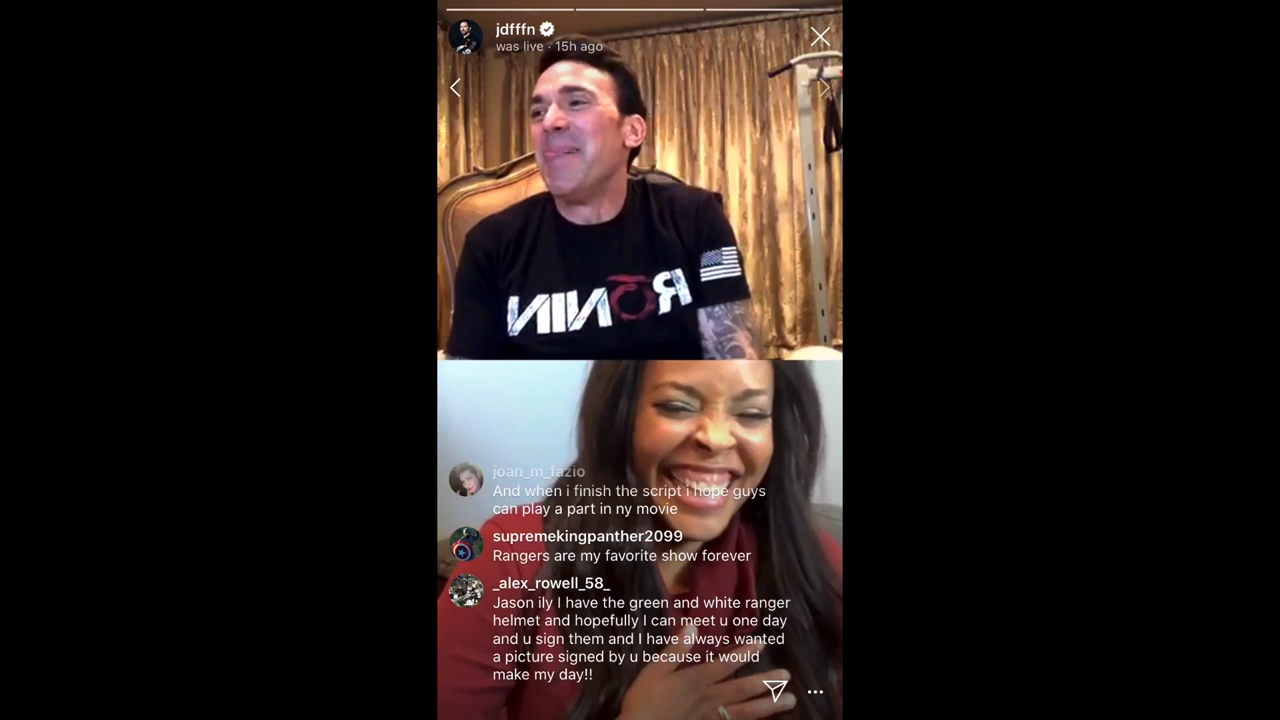 jdfffn
was live · 15h ago
RŌNIN
joan_m_fazio
And when i finish the script i hope guys
can play a part in ny movie
supremekingpanther2099
Rangers are my favorite show forever
_alex_rowell_58_
Jason ily I have the green and white ranger
helmet and hopefully I can meet u one day
and u sign them and I have always wanted
a picture signed by u because it would
make my day!!